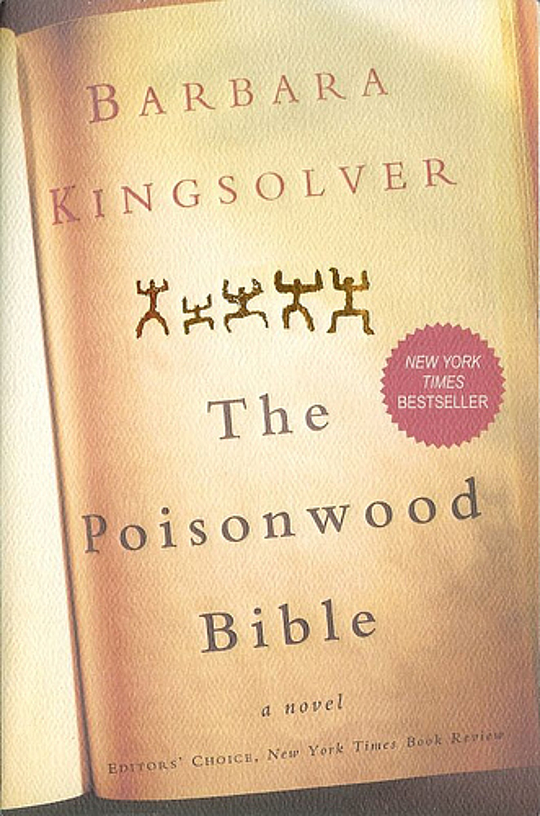 BARBARA
KINGSOLVER
The
Poisonwood
Bible
NEW YORK
TIMES
BESTSELLER
a novel
EDITORS' CHOICE, New York Times Book Review